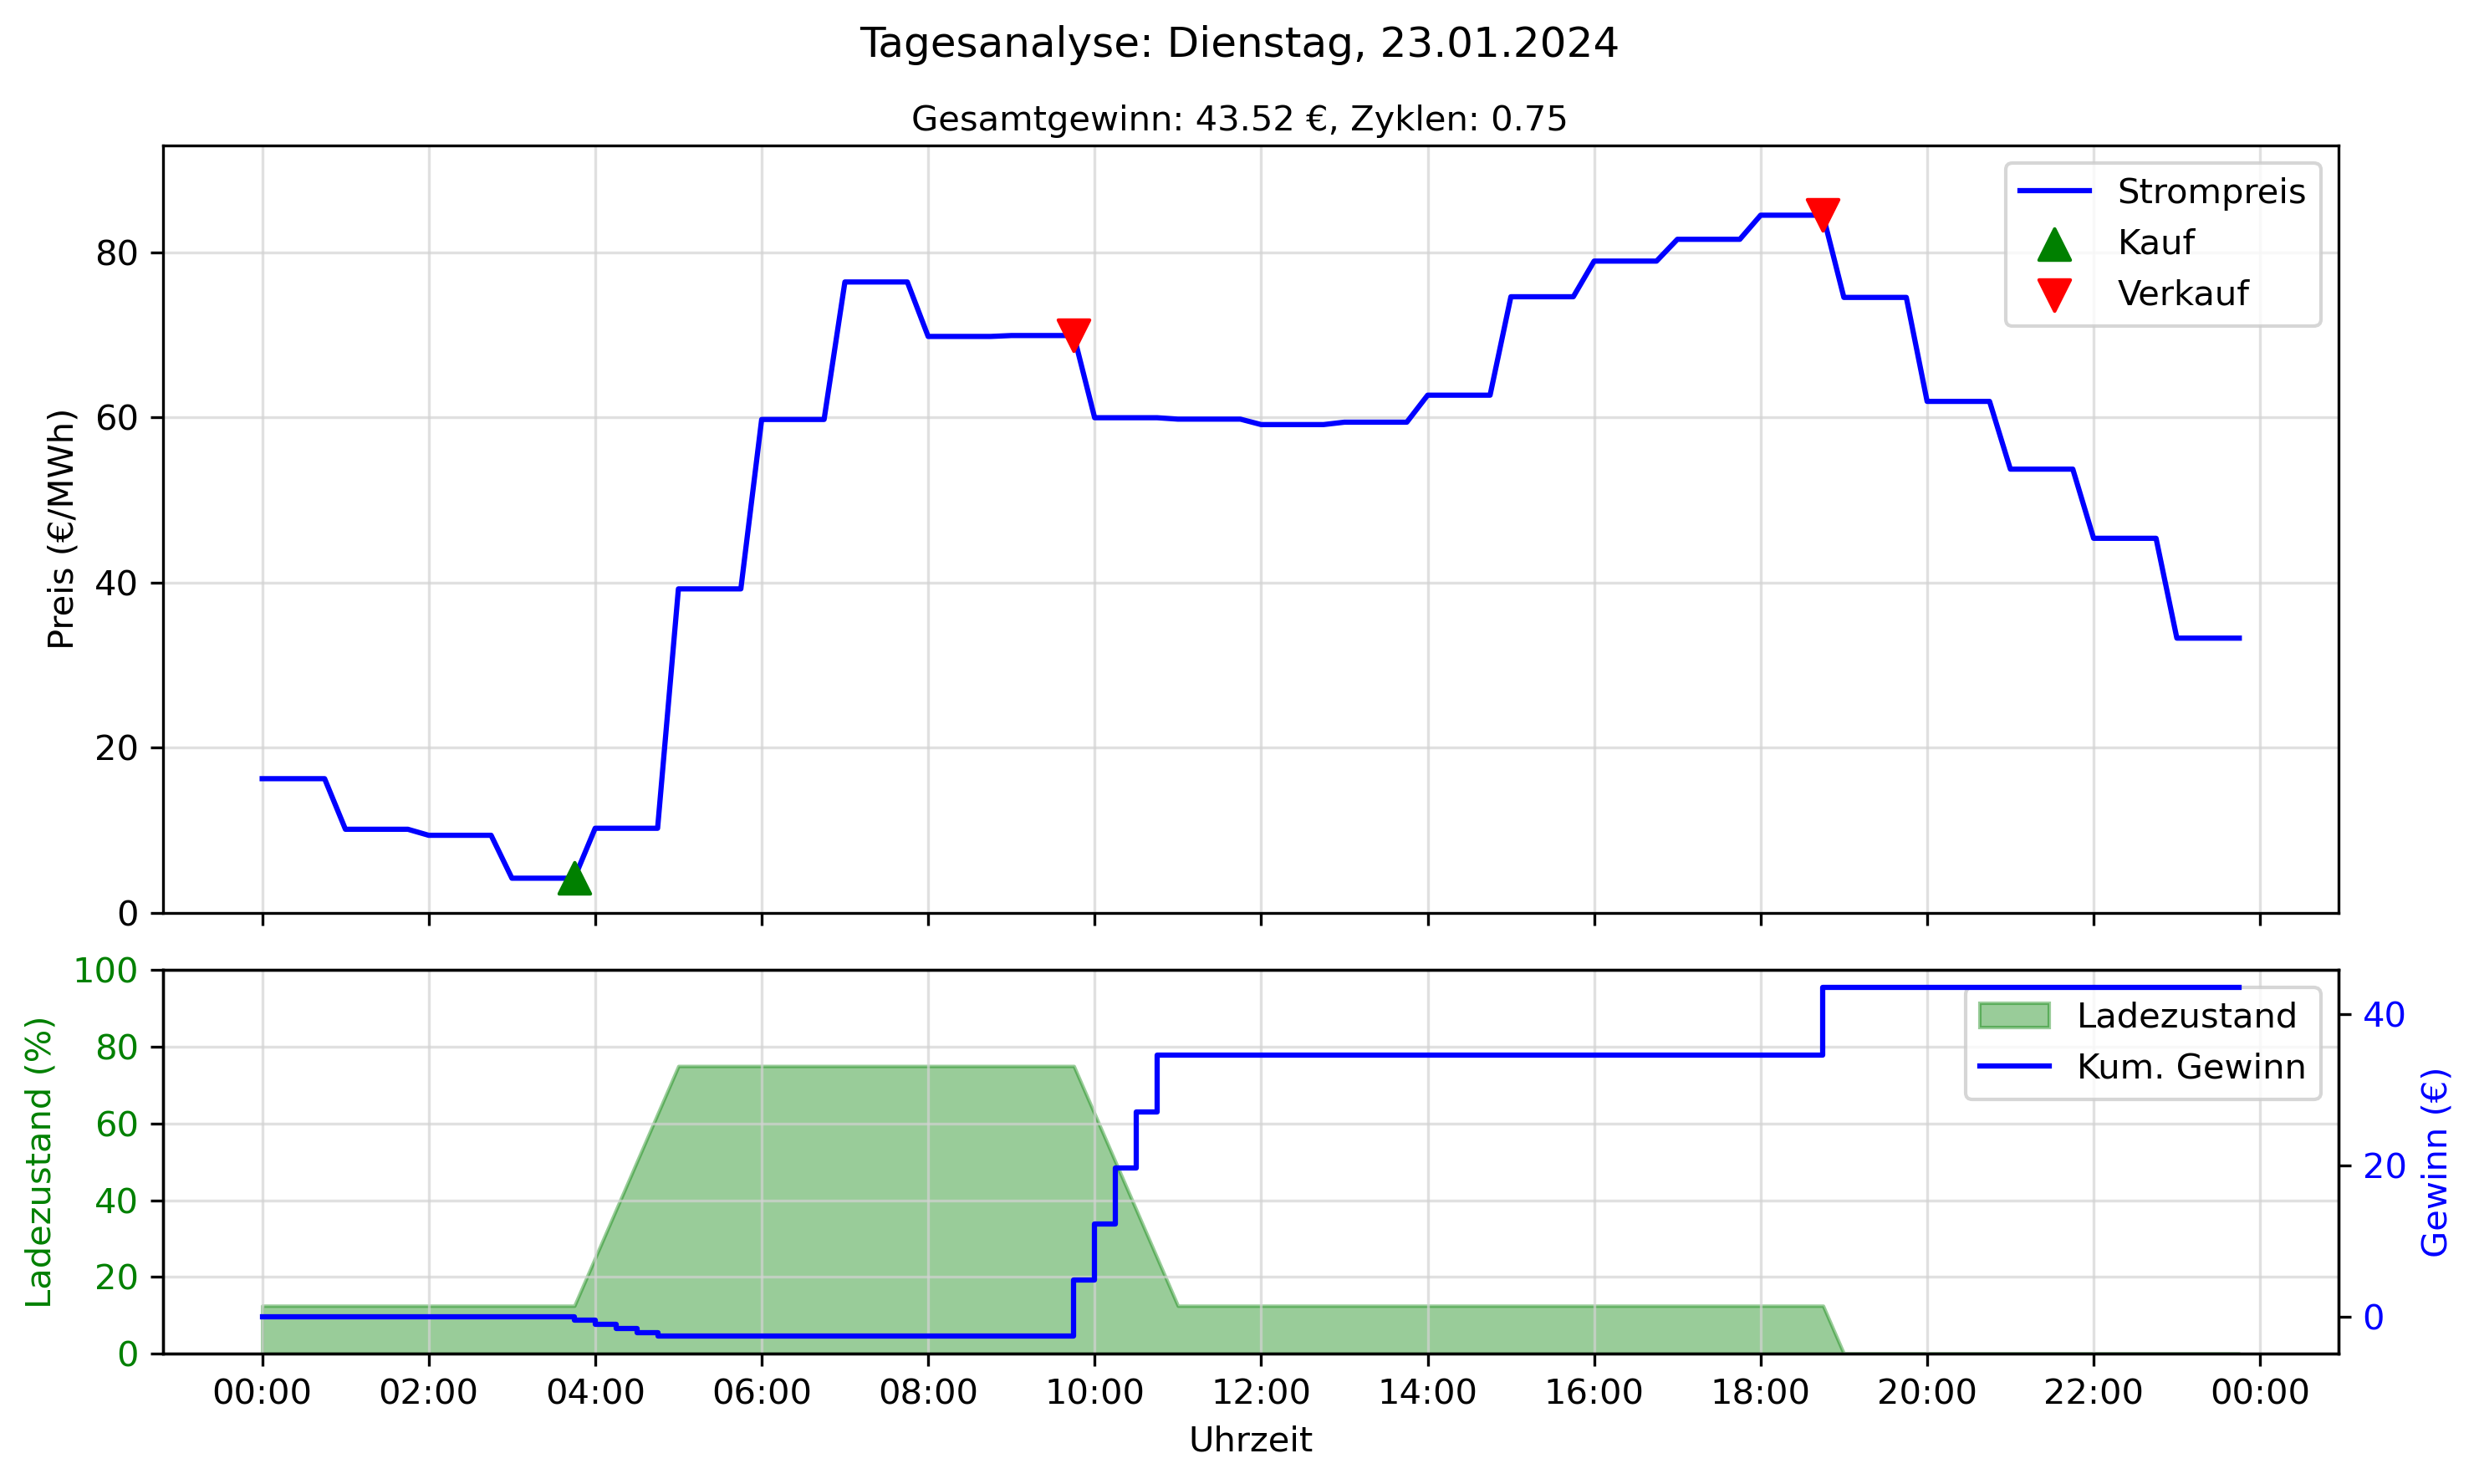 Tagesanalyse: Dienstag, 23.01.2024
Gesamtgewinn: 43.52 €, Zyklen: 0.75
Preis (€/MWh)
80
60
40
20
0
Strompreis
Kauf
Verkauf
Ladezustand (%)
100
80
60
40
20
0
Ladezustand
Kum. Gewinn
40
20
0
Gewinn (€)
00:00 02:00 04:00 06:00 08:00 10:00 12:00 14:00 16:00 18:00 20:00 22:00 00:00
Uhrzeit